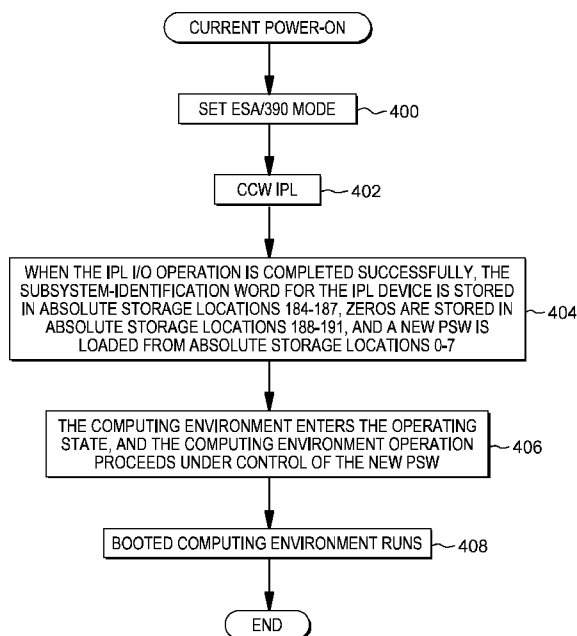 CURRENT POWER-ON
SET ESA/390 MODE
400
CCW IPL
402
WHEN THE IPL I/O OPERATION IS COMPLETED SUCCESSFULLY, THE
SUBSYSTEM-IDENTIFICATION WORD FOR THE IPL DEVICE IS STORED
IN ABSOLUTE STORAGE LOCATIONS 184-187, ZEROS ARE STORED IN
ABSOLUTE STORAGE LOCATIONS 188-191, AND A NEW PSW IS
LOADED FROM ABSOLUTE STORAGE LOCATIONS 0-7
404
THE COMPUTING ENVIRONMENT ENTERS THE OPERATING
STATE, AND THE COMPUTING ENVIRONMENT OPERATION
PROCEEDS UNDER CONTROL OF THE NEW PSW
406
BOOTED COMPUTING ENVIRONMENT RUNS
408
END